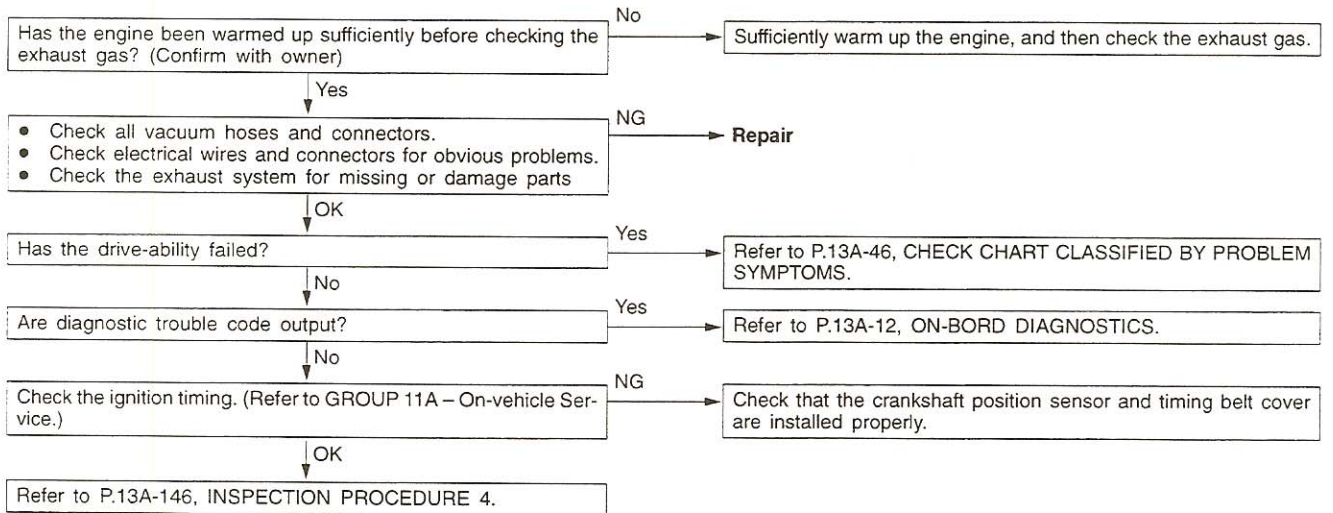 Has the engine been warmed up sufficiently before checking the
exhaust gas? (Confirm with owner)
No
Sufficiently warm up the engine, and then check the exhaust gas.
Yes
• Check all vacuum hoses and connectors.
• Check electrical wires and connectors for obvious problems.
• Check the exhaust system for missing or damage parts
NG
Repair
OK
Has the drive-ability failed?
Yes
Refer to P.13A-46, CHECK CHART CLASSIFIED BY PROBLEM
SYMPTOMS.
No
Are diagnostic trouble code output?
Yes
Refer to P.13A-12, ON-BORD DIAGNOSTICS.
No
Check the ignition timing. (Refer to GROUP 11A – On-vehicle Ser-
vice.)
NG
Check that the crankshaft position sensor and timing belt cover
are installed properly.
OK
Refer to P.13A-146, INSPECTION PROCEDURE 4.